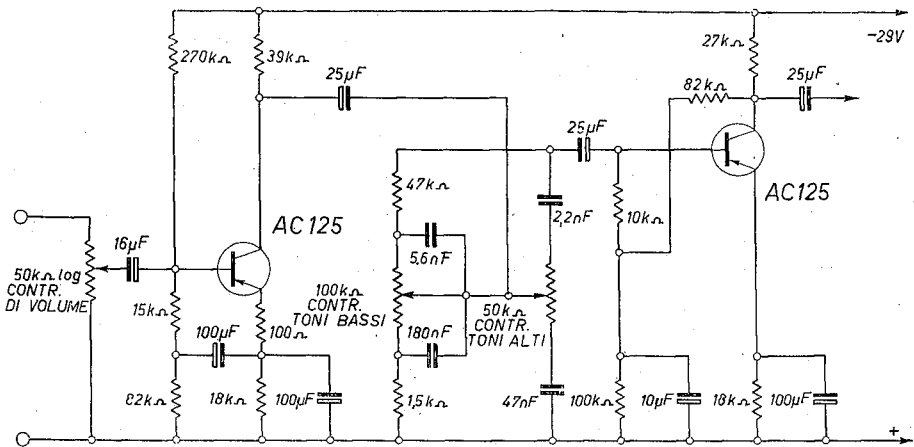 -29V
270kΩ
39kΩ
27kΩ
25µF
82kΩ
25µF
25µF
AC125
AC125
47kΩ
2,2nF
10kΩ
16µF
5,6nF
50kΩ log
CONTR.
DI VOLUME
100kΩ
CONTR.
TONI BASSI
50kΩ
CONTR.
TONI ALTI
15kΩ
100µF
100Ω
180nF
82kΩ
18kΩ
100µF
1,5kΩ
47nF
100kΩ
10µF
18kΩ
100µF
+